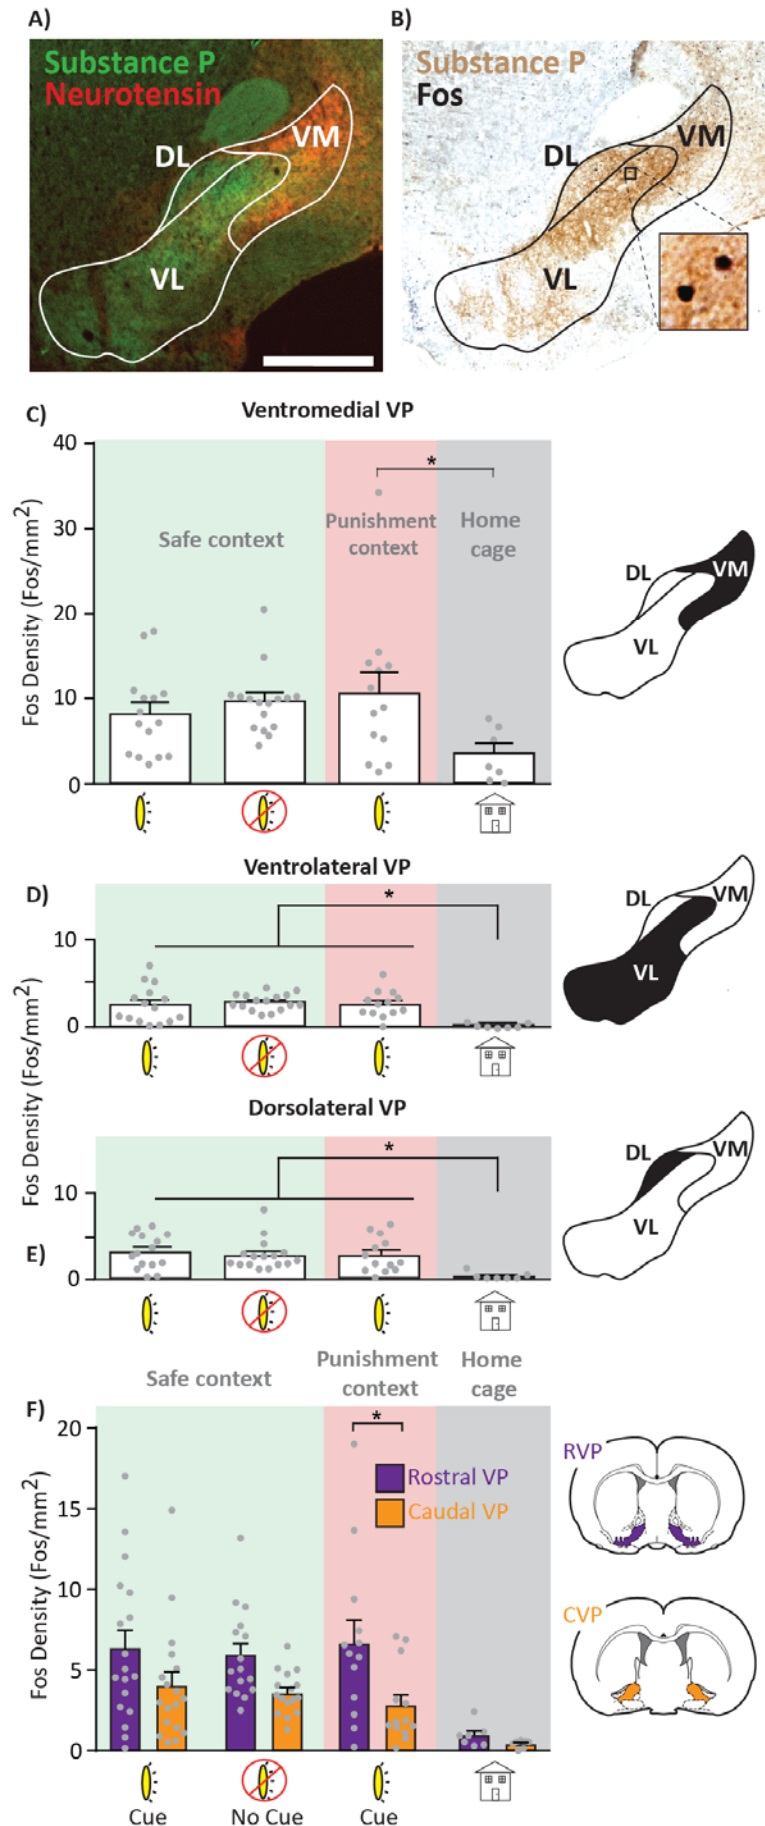 A)
Substance P
Neurotensin
DL
VM
VL
B)
Substance P
Fos
DL
VM
VL
C)
Ventromedial VP
Fos Density (Fos/mm²)
40
30
20
10
0
Safe context
Punishment
context
Home
cage
*
DL
VM
VL
D)
Ventrolateral VP
Fos Density (Fos/mm²)
10
0
*
DL
VM
VL
Dorsolateral VP
E)
10
0
*
DL
VM
VL
Safe context
Punishment
context
Home
cage
F)
Fos Density (Fos/mm²)
20
15
10
5
0
*
Rostral VP
Caudal VP
RVP
CVP
Cue
No Cue
Cue